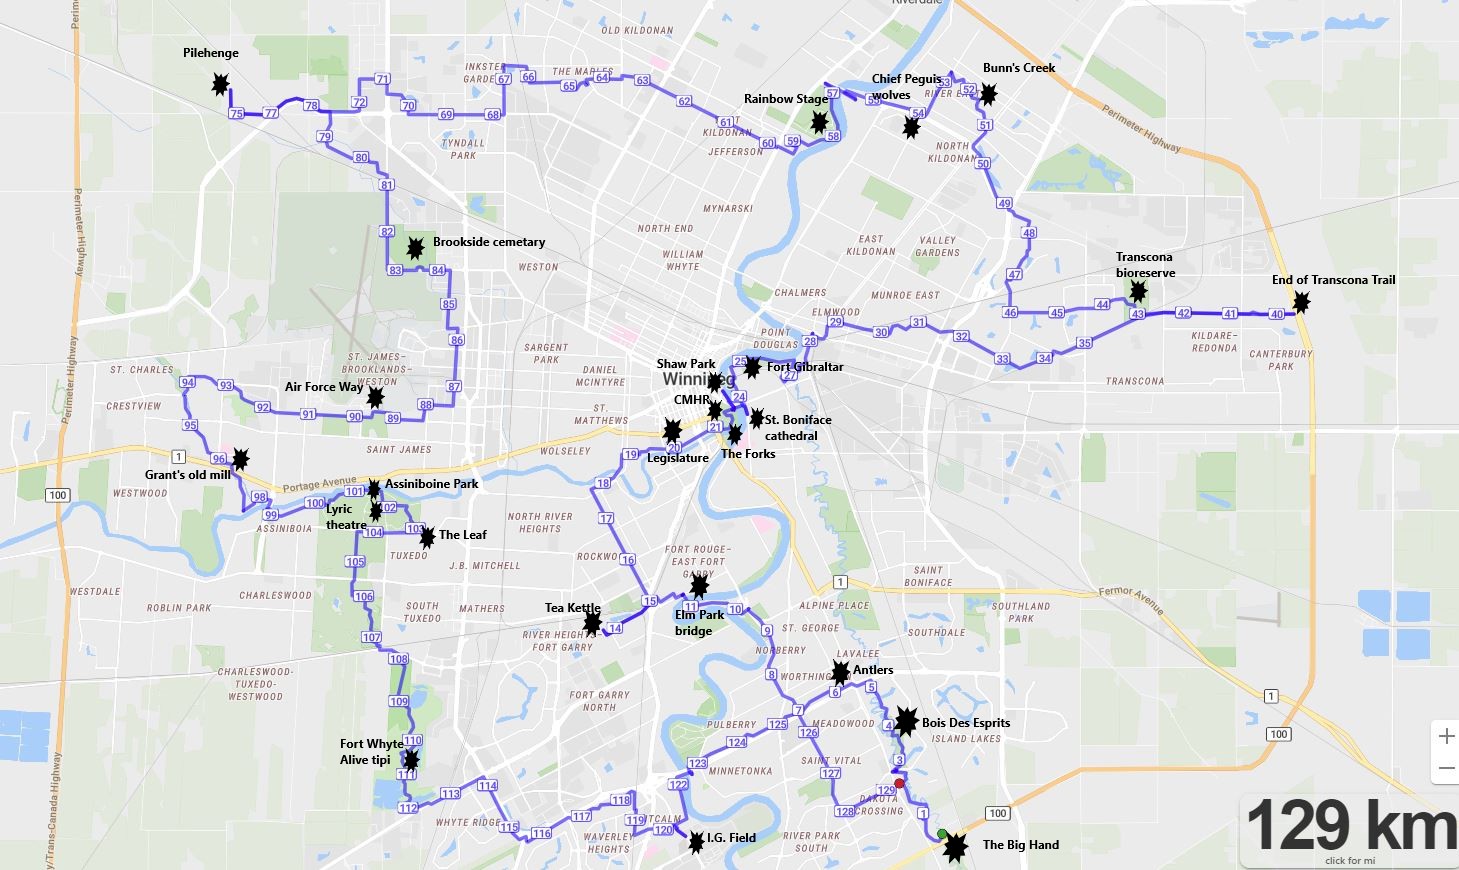 Riverdale
OLD KILDONAN
Pilehenge
INKSTER
GARDENS
THE MAPLES
Chief Peguis
wolves
Bunn's Creek
RIVER EAST
Rainbow Stage
67
66
65
64
63
71
72
70
69
68
75
77
78
62
61
60
59
58
57
55
54
53
52
51
50
KILDONAN
JEFFERSON
NORTH
KILDONAN
TYNDALL
PARK
Perimeter Highway
79
80
81
82
83
84
85
86
87
88
89
90
91
92
93
94
95
96
MYNARSKI
NORTH END
WILLIAM
WHYTE
WESTON
Brookside cemetary
EAST
KILDONAN
VALLEY
GARDENS
49
48
47
46
45
44
43
42
41
40
Transcona
bioreserve
End of Transcona Trail
CHALMERS
MUNROE EAST
ELMWOOD
POINT
DOUGLAS
28
29
30
31
32
33
34
35
KILDARE-
REDONDA
CANTERBURY
PARK
TRANSCONA
Perimeter Highway
Perimeter Highway
ST. CHARLES
ST. JAMES-
BROOKLANDS-
WESTON
Air Force Way
CRESTVIEW
SARGENT
PARK
DANIEL
MCINTYRE
ST.
MATTHEWS
Shaw Park
Winnipeg
CMHR
25
Fort Gibraltar
27
24
St. Boniface
cathedral
21
The Forks
20
Legislature
19
18
17
16
15
14
WOLSELEY
SAINT JAMES
1
Grant's old mill
Portage Avenue
Assiniboine Park
100
WESTWOOD
98
99
100
101
102
103
104
105
106
107
108
109
110
111
112
Lyric
theatre
ASSINIBOIA
The Leaf
TUXEDO
NORTH RIVER
HEIGHTS
J.B. MITCHELL
FORT ROUGE-
EAST FORT
GARRY
SAINT
BONIFACE
1
Fermor Avenue
WESTDALE
ROBLIN PARK
CHARLESWOOD
SOUTH
TUXEDO
MATHERS
Tea Kettle
RIVER HEIGHTS
FORT GARRY
11
10
Elm Park
bridge
ALPINE PLACE
ST. GEORGE
SOUTHLAND
PARK
SOUTHDALE
9
NORBERRY
LAVALEE
8
WORTHINGTON
Antlers
7
6
5
4
3
1
CHARLESWOOD-
TUXEDO-
WESTWOOD
FORT GARRY
NORTH
PULBERRY
MEADOWOOD
Bois Des Esprits
ISLAND LAKES
1
100
Fort Whyte
Alive tipi
MINNETONKA
SAINT VITAL
113
114
115
116
117
118
119
120
122
123
124
125
126
127
128
129
DAKOTA
CROSSING
WHYTE RIDGE
WAVERLEY
HEIGHTS
I.G. Field
RIVER PARK
SOUTH
100
The Big Hand
129 km
click for mi
+
−